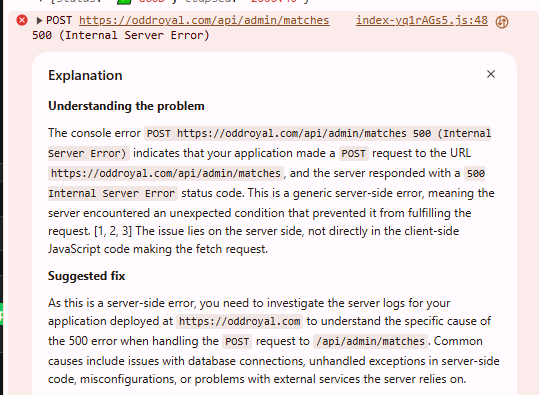 POST https://oddroyal.com/api/admin/matches index-yq1rAGs5.js:48
500 (Internal Server Error)
Explanation
Understanding the problem
The console error POST https://oddroyal.com/api/admin/matches 500 (Internal
Server Error) indicates that your application made a POST request to the URL
https://oddroyal.com/api/admin/matches, and the server responded with a 500
Internal Server Error status code. This is a generic server-side error, meaning the
server encountered an unexpected condition that prevented it from fulfilling the
request. [1, 2, 3] The issue lies on the server side, not directly in the client-side
JavaScript code making the fetch request.
Suggested fix
As this is a server-side error, you need to investigate the server logs for your
application deployed at https://oddroyal.com to understand the specific cause of
the 500 error when handling the POST request to /api/admin/matches. Common
causes include issues with database connections, unhandled exceptions in server-side
code, misconfigurations, or problems with external services the server relies on.